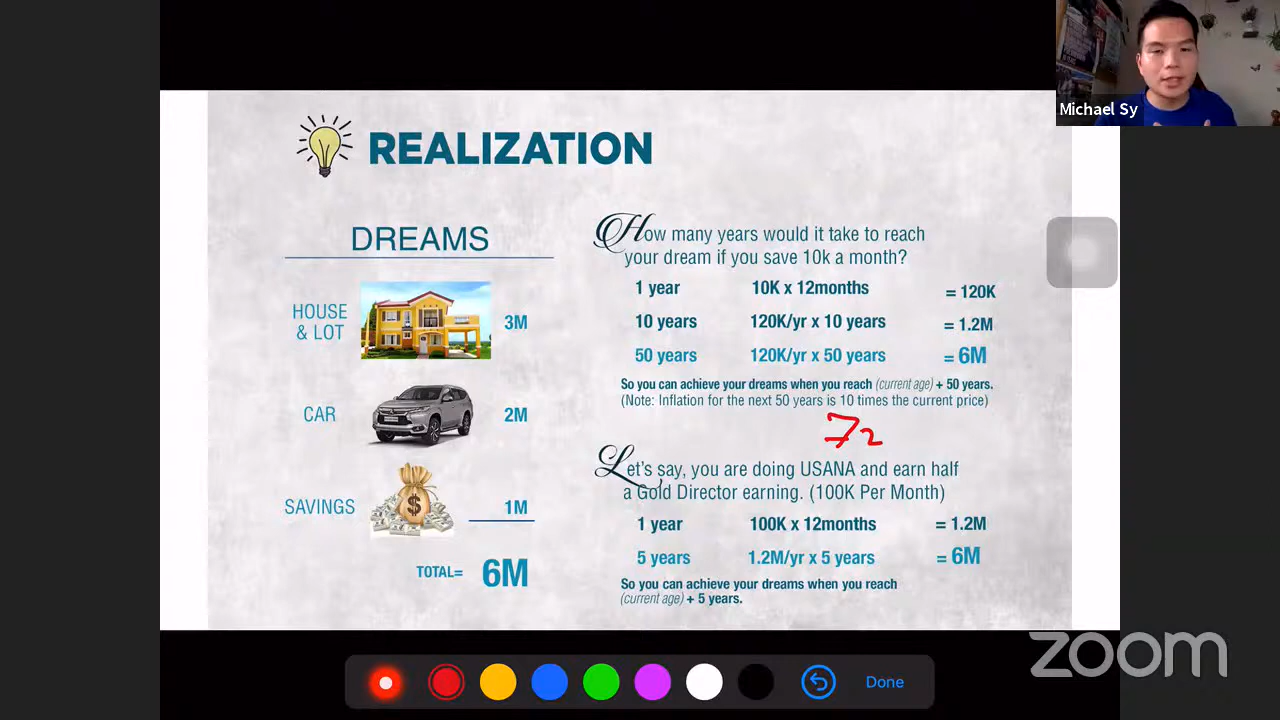 Michael Sy
REALIZATION
DREAMS
HOUSE
& LOT
3M
CAR
2M
SAVINGS
$
1M
TOTAL= 6M
How many years would it take to reach
your dream if you save 10k a month?
1 year 10K x 12months = 120K
10 years 120K/yr x 10 years = 1.2M
50 years 120K/yr x 50 years = 6M
So you can achieve your dreams when you reach (current age) + 50 years.
(Note: Inflation for the next 50 years is 10 times the current price)
72
Let's say, you are doing USANA and earn half
a Gold Director earning. (100K Per Month)
1 year 100K x 12months = 1.2M
5 years 1.2M/yr x 5 years = 6M
So you can achieve your dreams when you reach
(current age) + 5 years.
zoom
Done